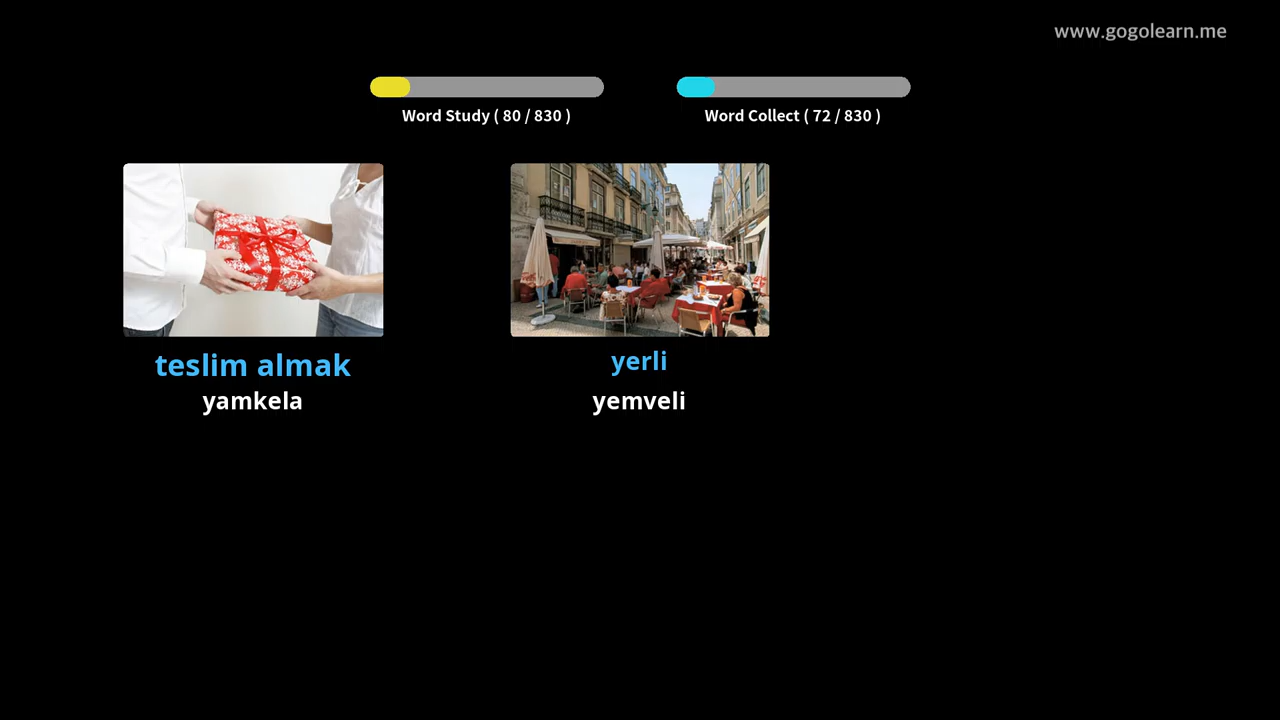 www.gogolearn.me
Word Study ( 80 / 830 )
Word Collect ( 72 / 830 )
teslim almak
yamkela
yerli
yemveli